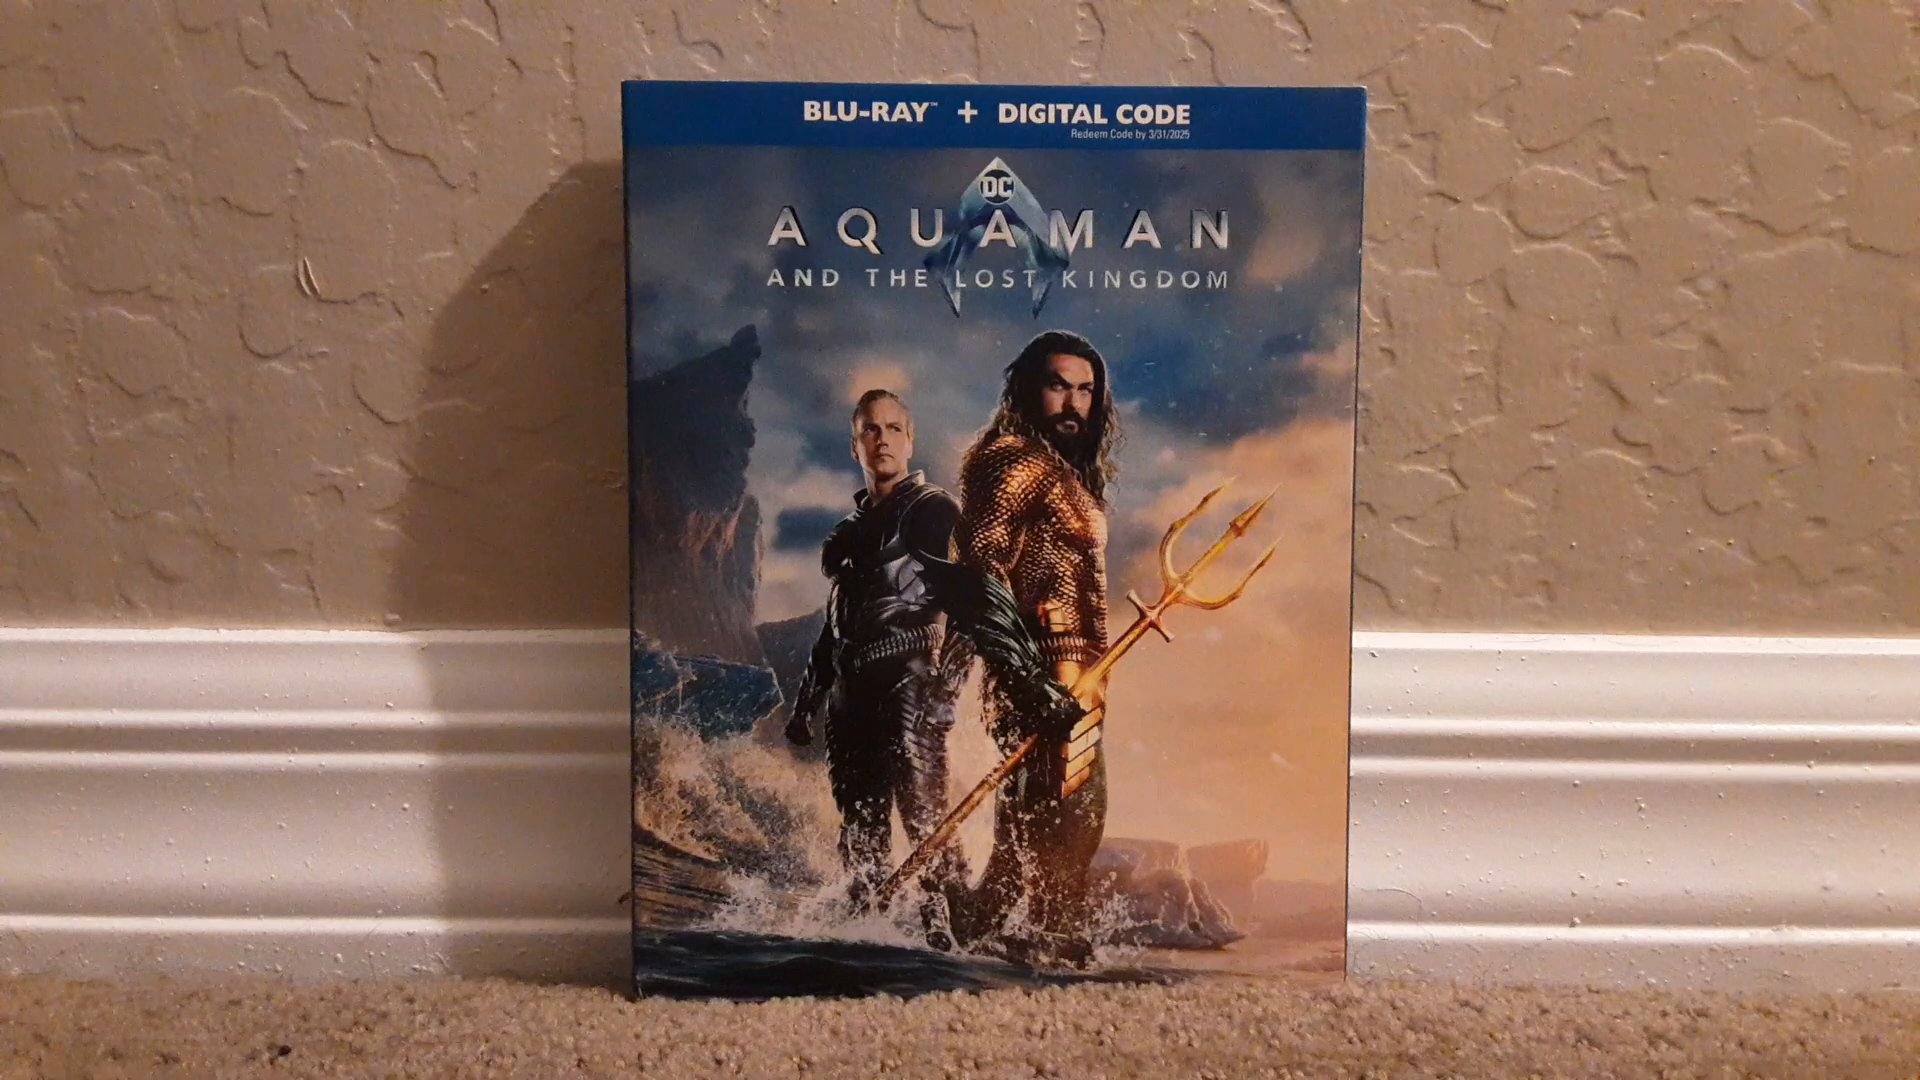 BLU-RAY™ + DIGITAL CODE
Redeem Code by 3/31/2025
DC
AQUAMAN
AND THE LOST KINGDOM